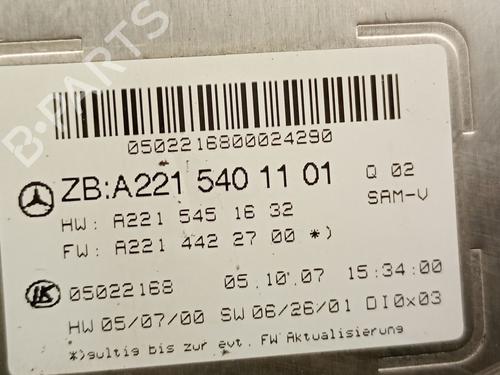 B-PARTS
0502216800024290
ZB:A221 540 11 01 Q 02
HW: A221 545 16 32 SAM-V
FW: A221 442 27 00 *)
LK 05022168 05.10.07 15:34:00
HW 05/07/00 SW 06/26/01 DI0x03
*)gultig bis zur evt. FW Aktualisierung